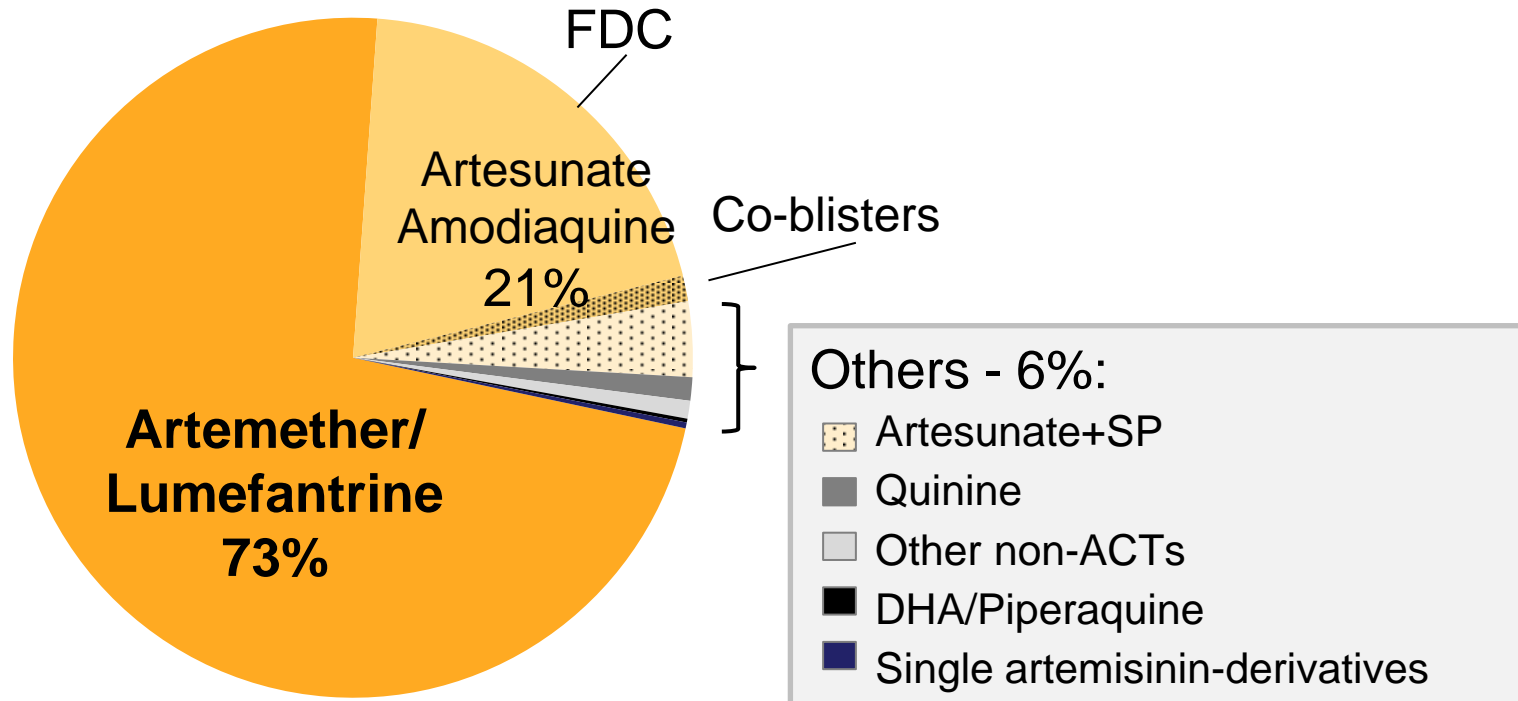 FDC
Artesunate
Amodiaquine
21%
Co-blisters
Artemether/
Lumefantrine
73%
Others - 6%:
Artesunate+SP
Quinine
Other non-ACTs
DHA/Piperaquine
Single artemisinin-derivatives